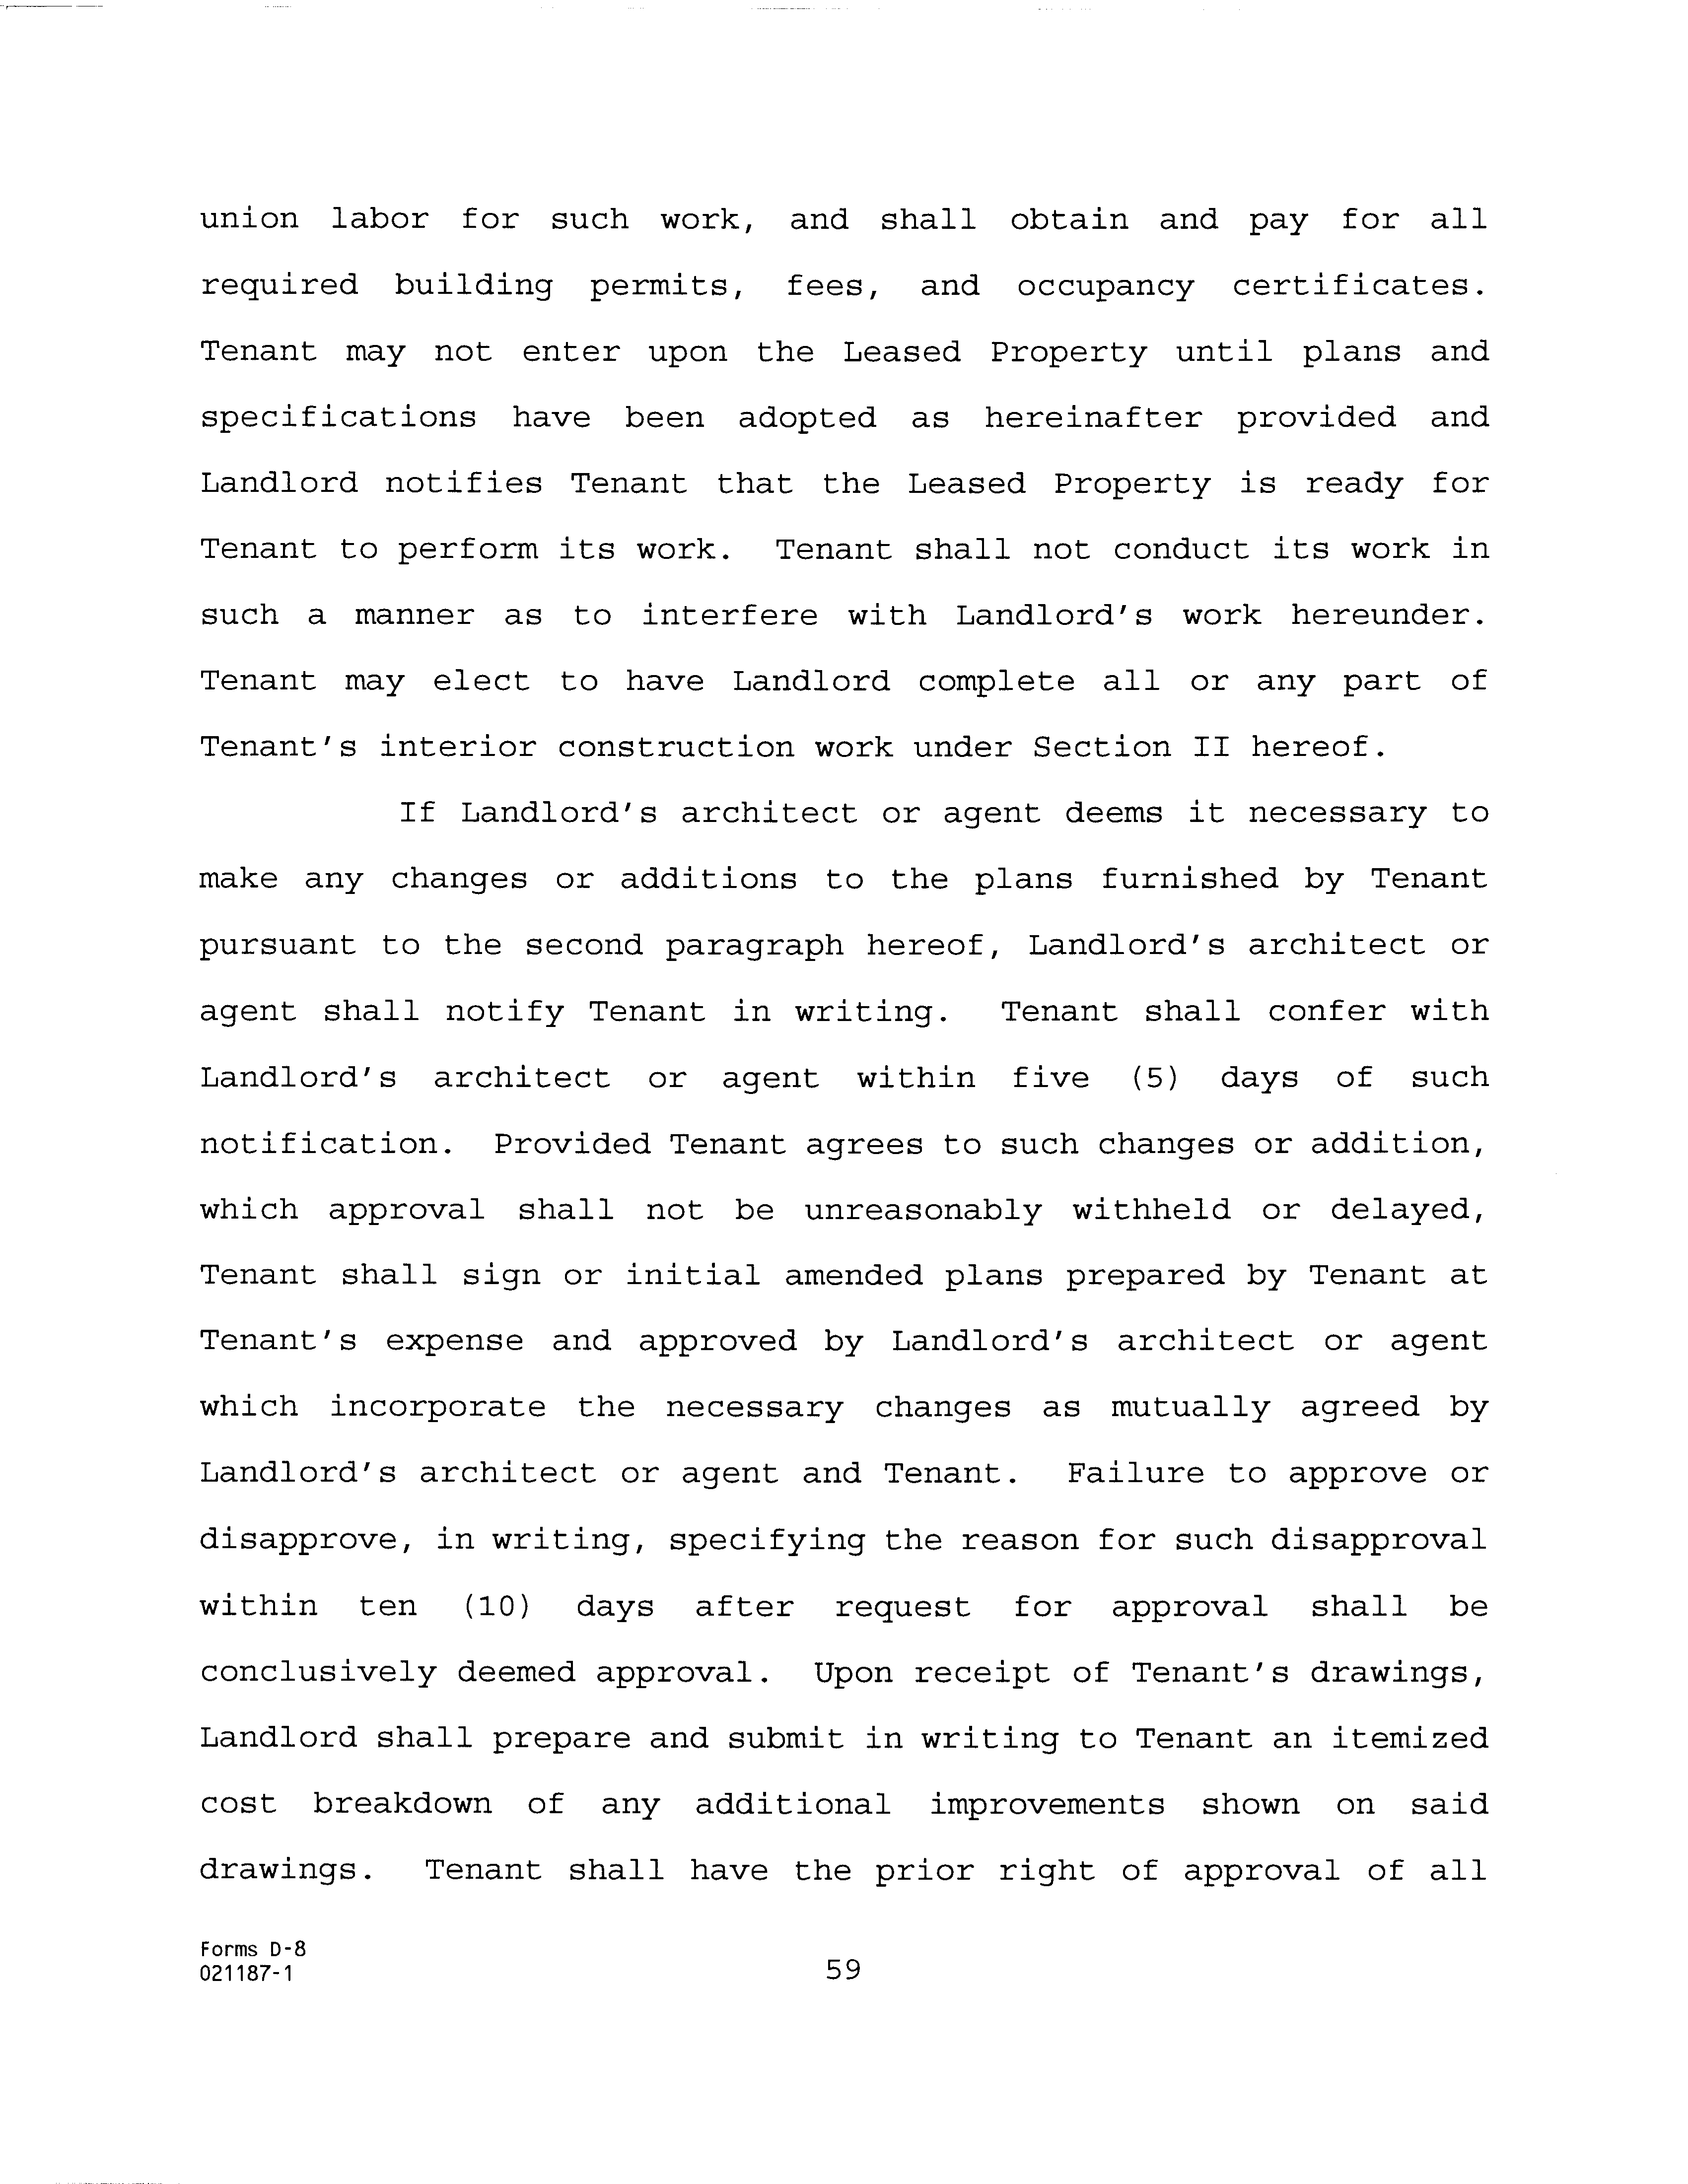 union labor for such work, and shall obtain and pay for all
required building permits, fees, and occupancy certificates.
Tenant may not enter upon the Leased Property until plans and
specifications have been adopted as hereinafter provided and
Landlord notifies Tenant that the Leased Property is ready for
Tenant to perform its work. Tenant shall not conduct its work in
such a manner as to interfere with Landlord's work hereunder.
Tenant may elect to have Landlord complete all or any part of
Tenant's interior construction work under Section II hereof.
If Landlord's architect or agent deems it necessary to
make any changes or additions to the plans furnished by Tenant
pursuant to the second paragraph hereof, Landlord's architect or
agent shall notify Tenant in writing. Tenant shall confer with
Landlord's architect or agent within five (5) days of such
notification. Provided Tenant agrees to such changes or addition,
which approval shall not be unreasonably withheld or delayed,
Tenant shall sign or initial amended plans prepared by Tenant at
Tenant's expense and approved by Landlord's architect or agent
which incorporate the necessary changes as mutually agreed by
Landlord's architect or agent and Tenant. Failure to approve or
disapprove, in writing, specifying the reason for such disapproval
within ten (10) days after request for approval shall be
conclusively deemed approval. Upon receipt of Tenant's drawings,
Landlord shall prepare and submit in writing to Tenant an itemized
cost breakdown of any additional improvements shown on said
drawings. Tenant shall have the prior right of approval of all
Forms D-8
021187-1
59